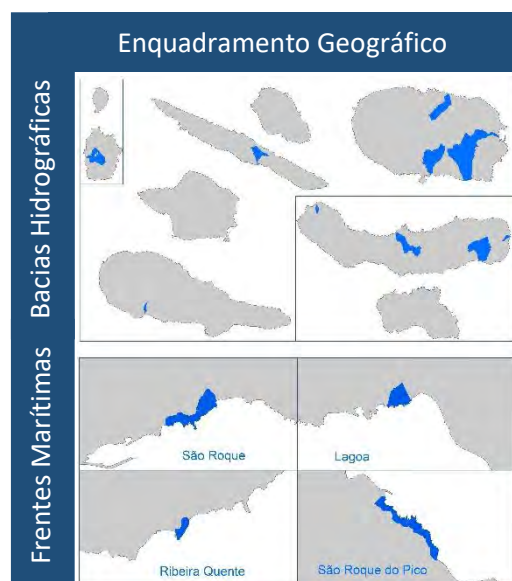 Enquadramento Geográfico
Bacias Hidrográficas
Frentes Marítimas
São Roque
Lagoa
Ribeira Quente
São Roque do Pico